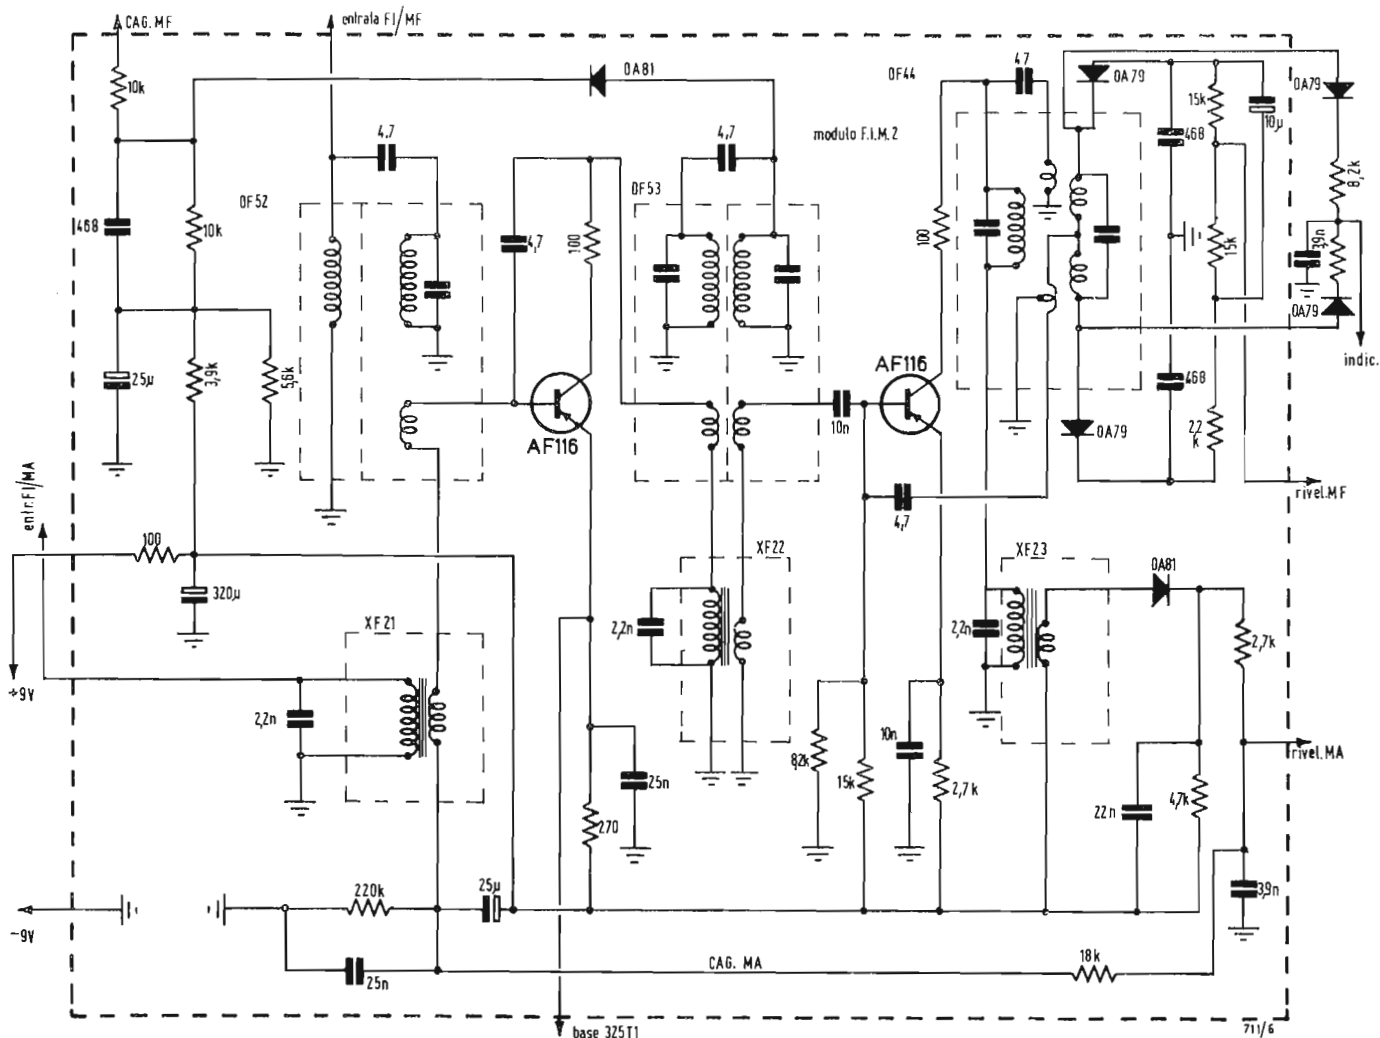 CAG. MF
entrata FI/MF
OA81
10k
4,7
4,7
modulo F.I.M.2
OF44
47
OA79
OA79
15k
10µ
468
8,2k
OF52
OF53
468
10k
4,7
100
100
15k
3,9n
OA79
25µ
3,9k
5,6k
AF116
AF116
10n
468
indic.
OA79
2,2
k
rivel.MF
entr.FI/MA
100
4,7
XF22
XF23
OA81
320µ
+9V
XF21
2,2n
2,2n
2,7k
2,2n
10n
rivel.MA
82k
15k
2,7k
25n
270
22n
4,7k
220k
25µ
3,9n
-9V
25n
CAG. MA
18k
base 325T1
711/6